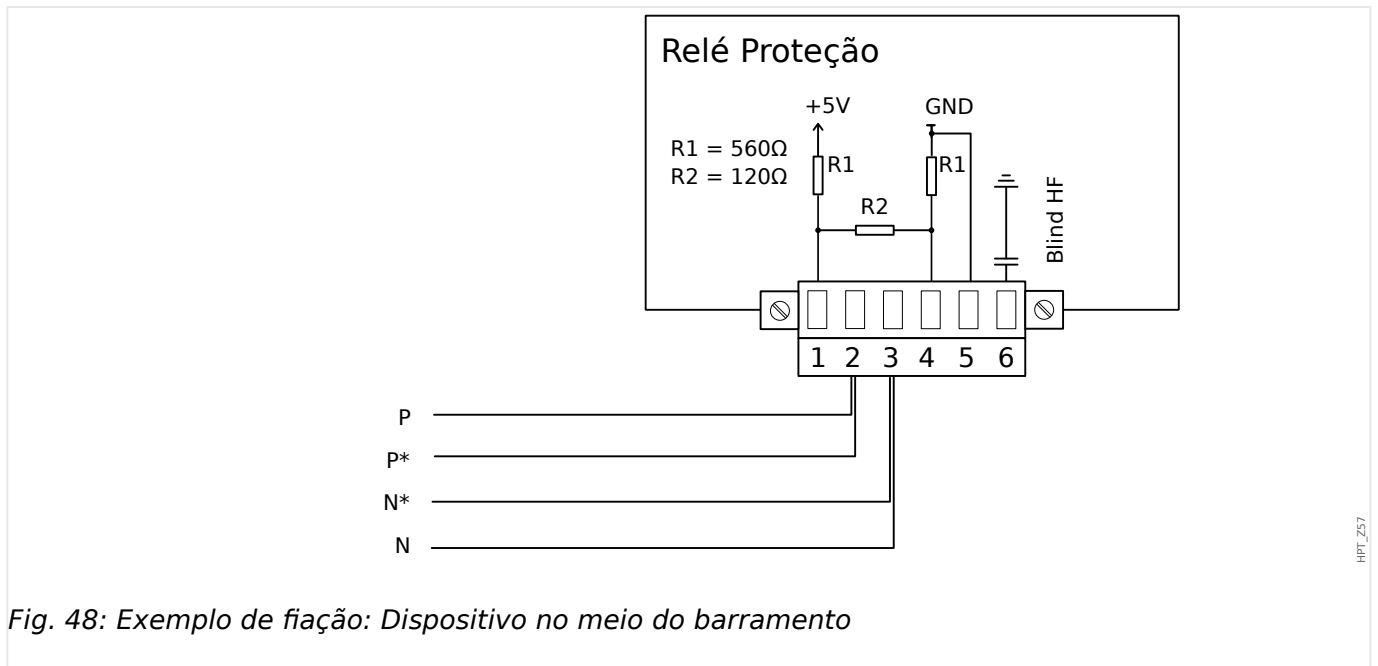 Relé Proteção
+5V
GND
R1 = 560Ω
R2 = 120Ω
R1
R1
R2
Blind HF
1 2 3 4 5 6
P
P*
N*
N
HPT_Z57
Fig. 48: Exemplo de fiação: Dispositivo no meio do barramento